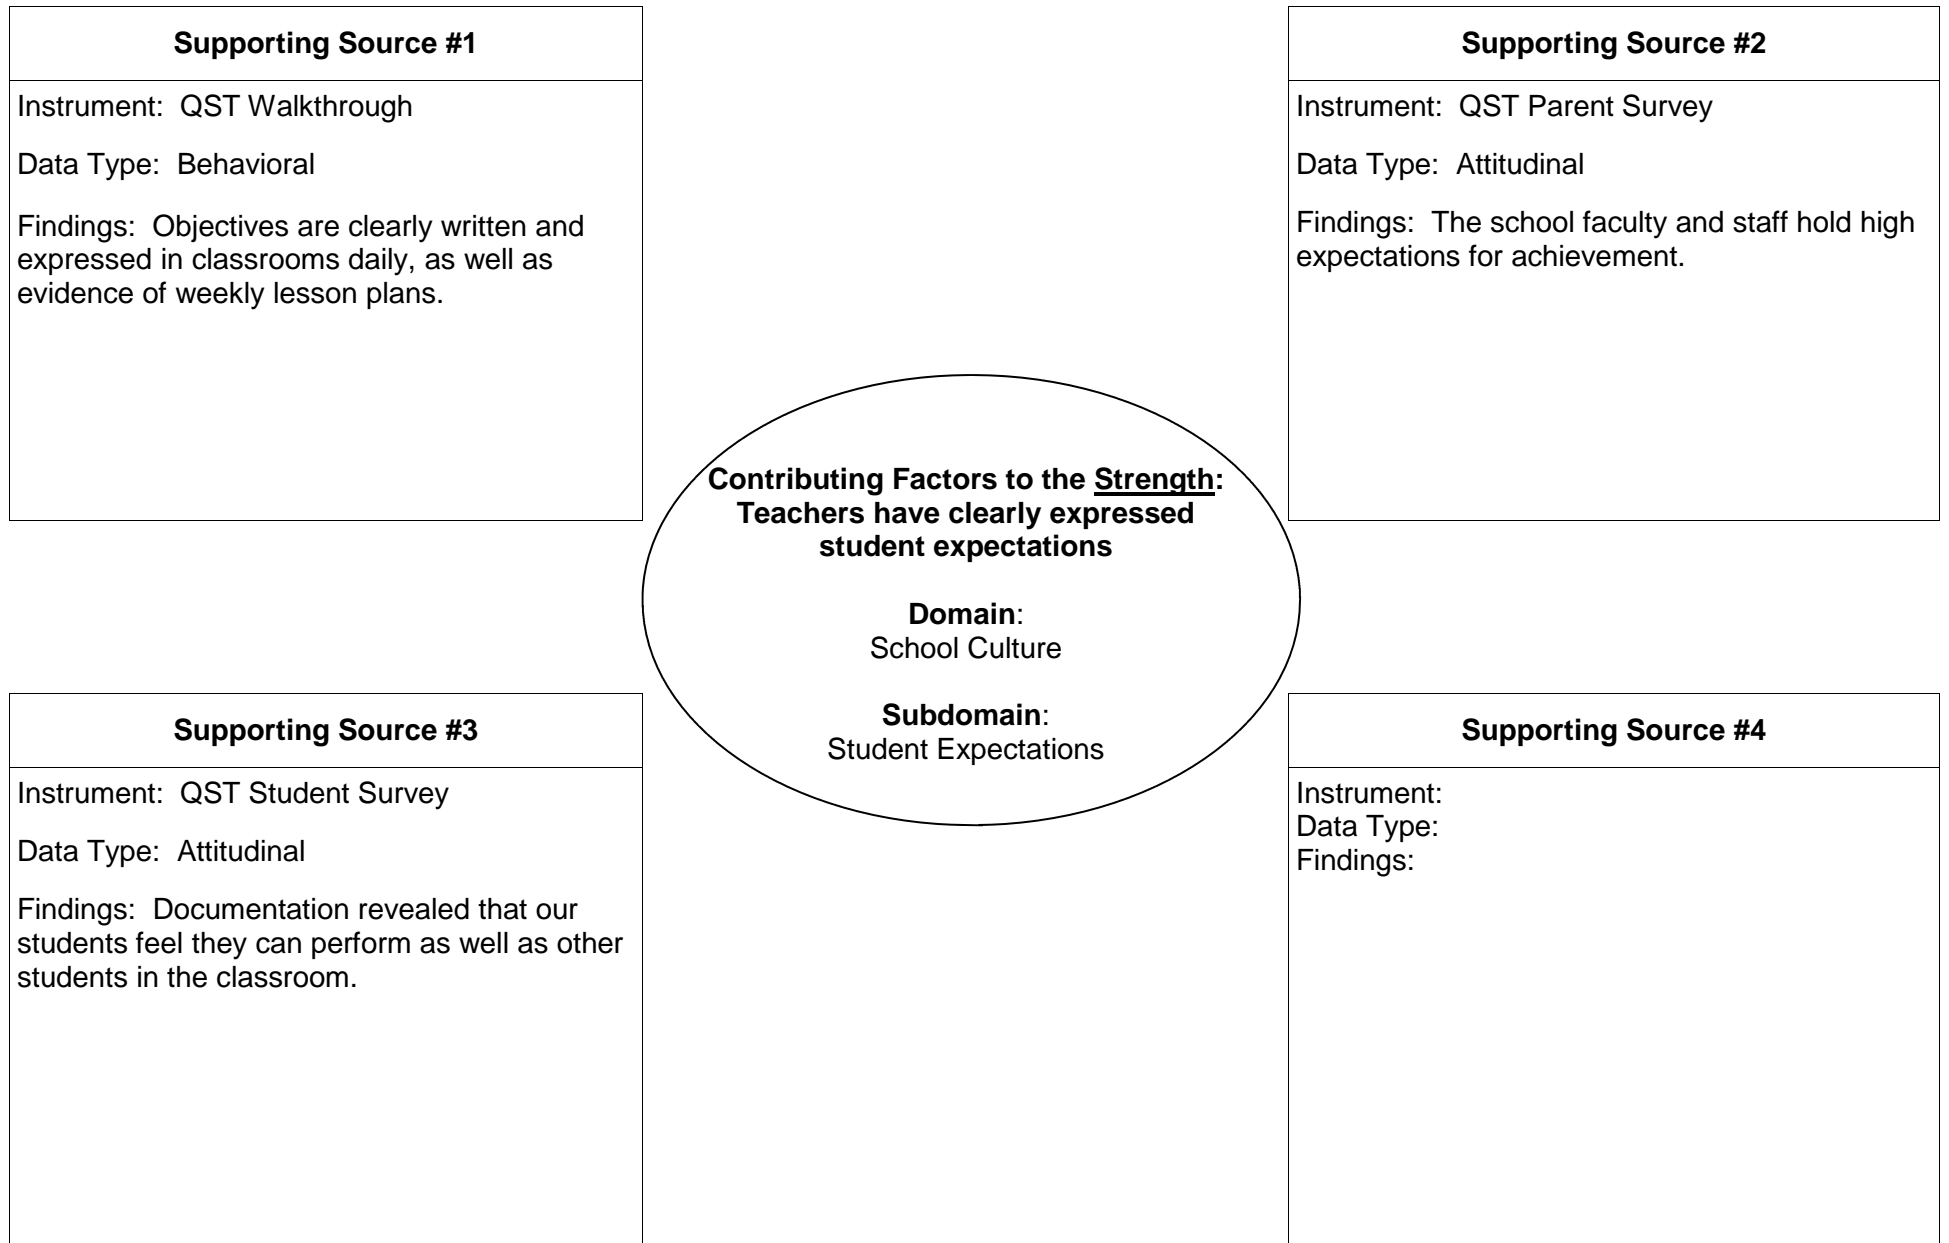 Supporting Source #1
Instrument:  QST Walkthrough
Data Type:  Behavioral
Findings:  Objectives are clearly written and
expressed in classrooms daily, as well as
evidence of weekly lesson plans.
Supporting Source #2
Instrument:  QST Parent Survey
Data Type:  Attitudinal
Findings:  The school faculty and staff hold high
expectations for achievement.
Contributing Factors to the Strength:
Teachers have clearly expressed
student expectations
Domain:
School Culture
Subdomain:
Student Expectations
Supporting Source #3
Instrument:  QST Student Survey
Data Type:  Attitudinal
Findings:  Documentation revealed that our
students feel they can perform as well as other
students in the classroom.
Supporting Source #4
Instrument:
Data Type:
Findings: